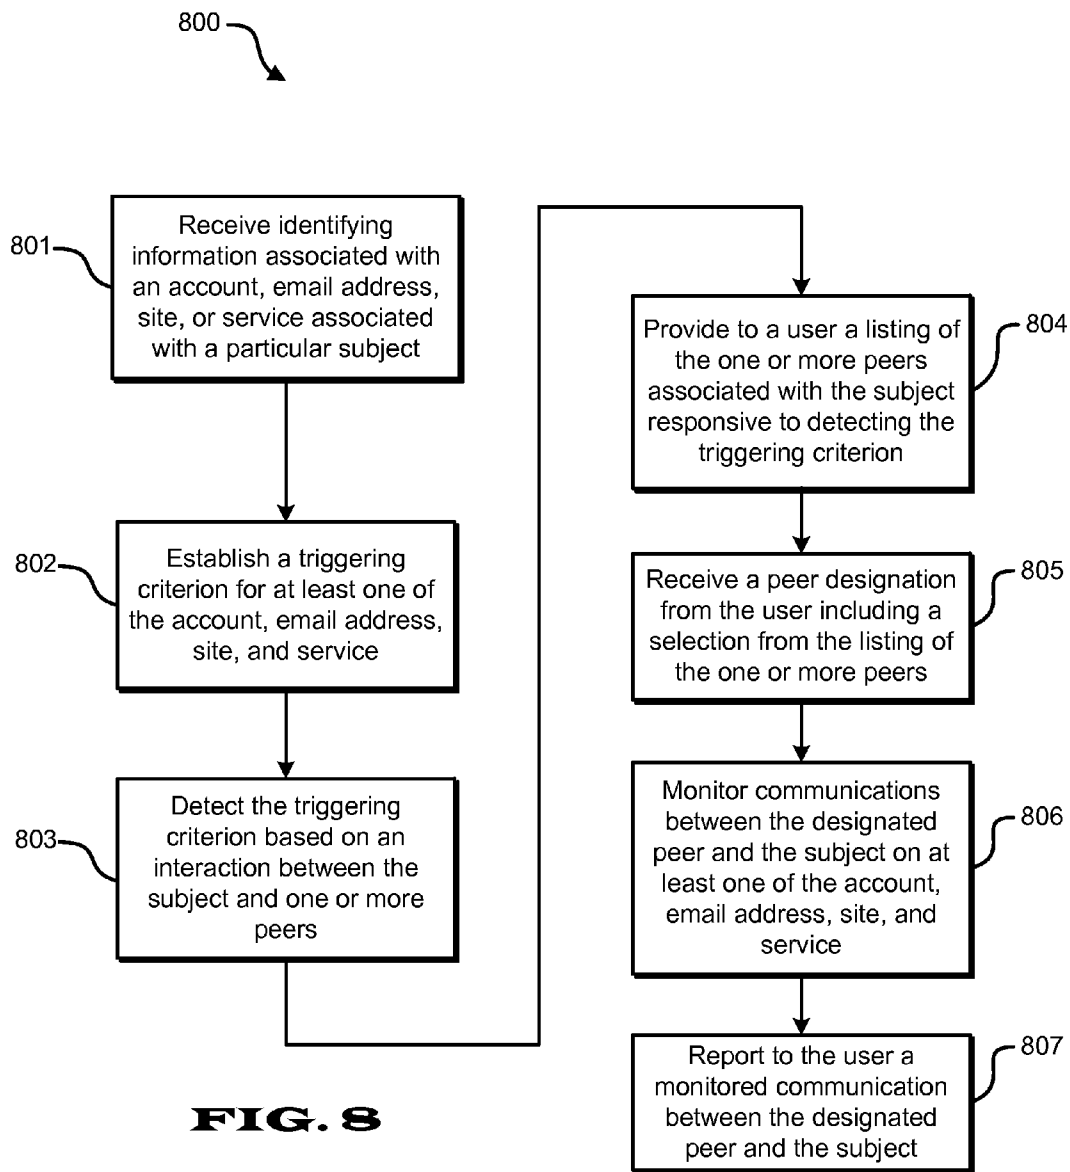 800
801
Receive identifying
information associated with
an account, email address,
site, or service associated
with a particular subject
802
Establish a triggering
criterion for at least one of
the account, email address,
site, and service
803
Detect the triggering
criterion based on an
interaction between the
subject and one or more
peers
804
Provide to a user a listing of
the one or more peers
associated with the subject
responsive to detecting the
triggering criterion
805
Receive a peer designation
from the user including a
selection from the listing of
the one or more peers
806
Monitor communications
between the designated
peer and the subject on at
least one of the account,
email address, site, and
service
807
Report to the user a
monitored communication
between the designated
peer and the subject
FIG. 8